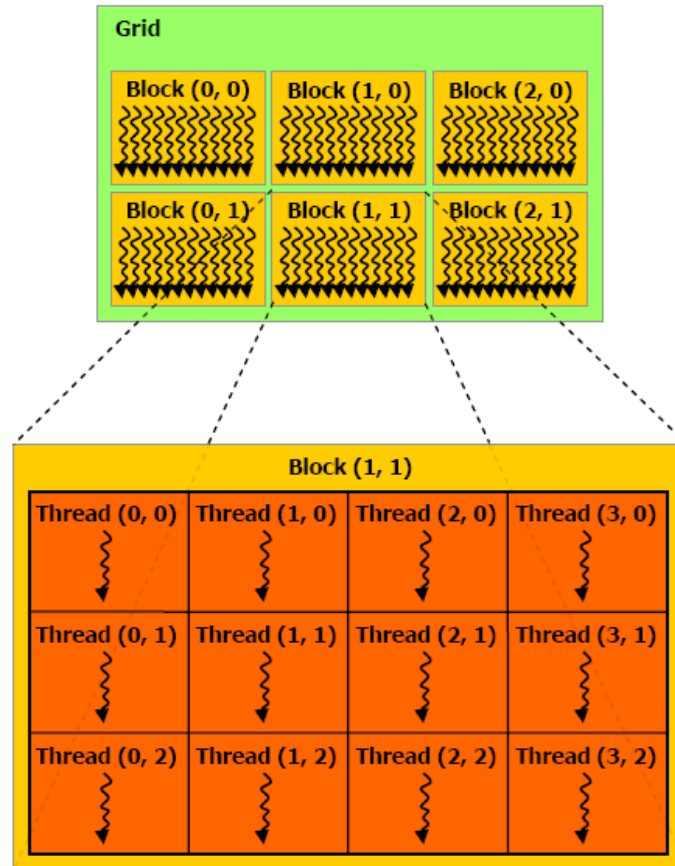 Grid
Block (0, 0) Block (1, 0) Block (2, 0)
Block (0, 1) Block (1, 1) Block (2, 1)
Block (1, 1)
Thread (0, 0) Thread (1, 0) Thread (2, 0) Thread (3, 0)
Thread (0, 1) Thread (1, 1) Thread (2, 1) Thread (3, 1)
Thread (0, 2) Thread (1, 2) Thread (2, 2) Thread (3, 2)